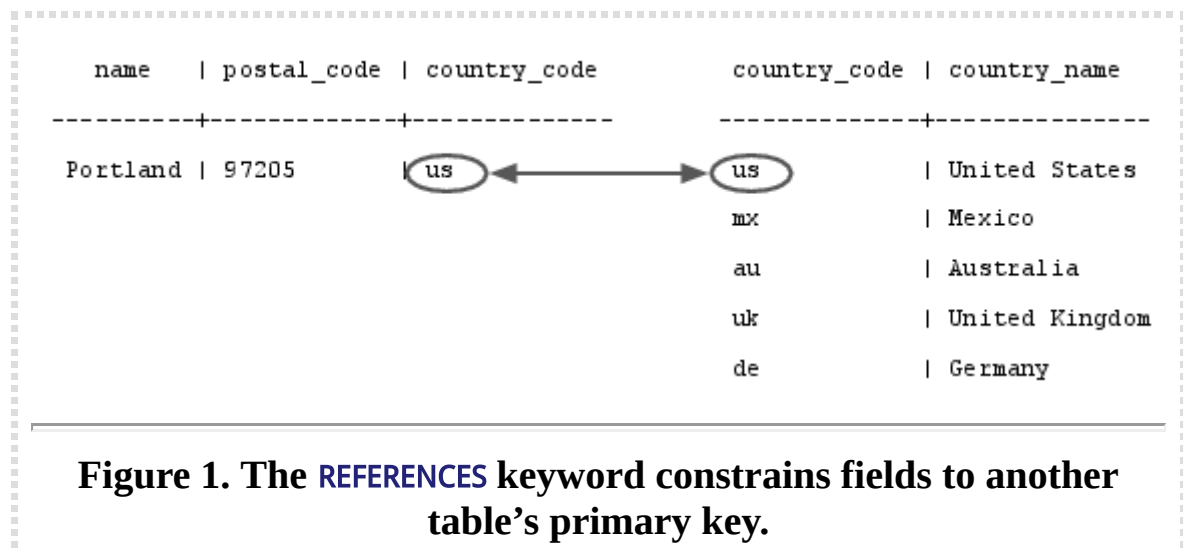 name | postal_code | country_code country_code | country_name
----------+-------------+-------------- --------------+---------------
Portland | 97205 | us us | United States
mx | Mexico
au | Australia
uk | United Kingdom
de | Germany
Figure 1. The REFERENCES keyword constrains fields to another
table’s primary key.